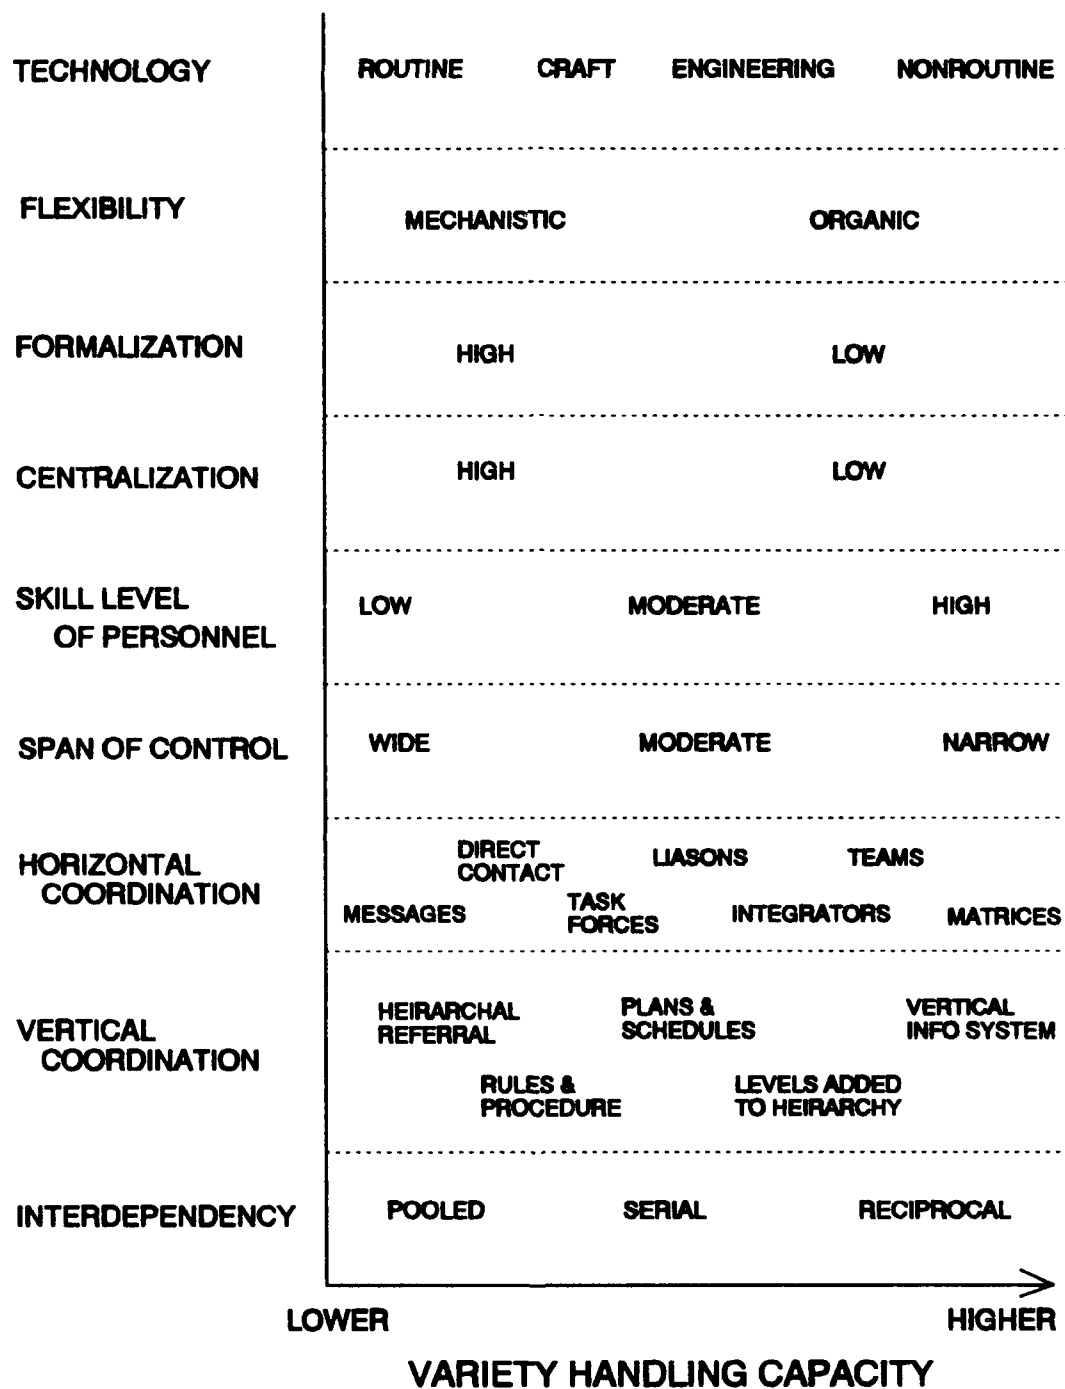 TECHNOLOGY ROUTINE CRAFT ENGINEERING NONROUTINE
FLEXIBILITY MECHANISTIC ORGANIC
FORMALIZATION HIGH LOW
CENTRALIZATION HIGH LOW
SKILL LEVEL
OF PERSONNEL LOW MODERATE HIGH
SPAN OF CONTROL WIDE MODERATE NARROW
HORIZONTAL
COORDINATION
DIRECT
CONTACT
LIASONS
TEAMS
MESSAGES
TASK
FORCES
INTEGRATORS
MATRICES
VERTICAL
COORDINATION
HEIRARCHAL
REFERRAL
PLANS &
SCHEDULES
VERTICAL
INFO SYSTEM
RULES &
PROCEDURE
LEVELS ADDED
TO HEIRARCHY
INTERDEPENDENCY POOLED SERIAL RECIPROCAL
LOWER HIGHER
VARIETY HANDLING CAPACITY